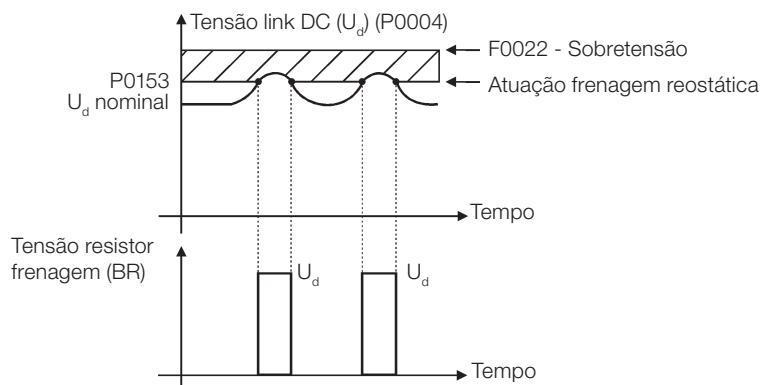 Tensão link DC (Ud) (P0004)
F0022 - Sobretensão
P0153
Atuação frenagem reostática
Ud nominal
Tempo
Tensão resistor
frenagem (BR)
Ud
Ud
Tempo